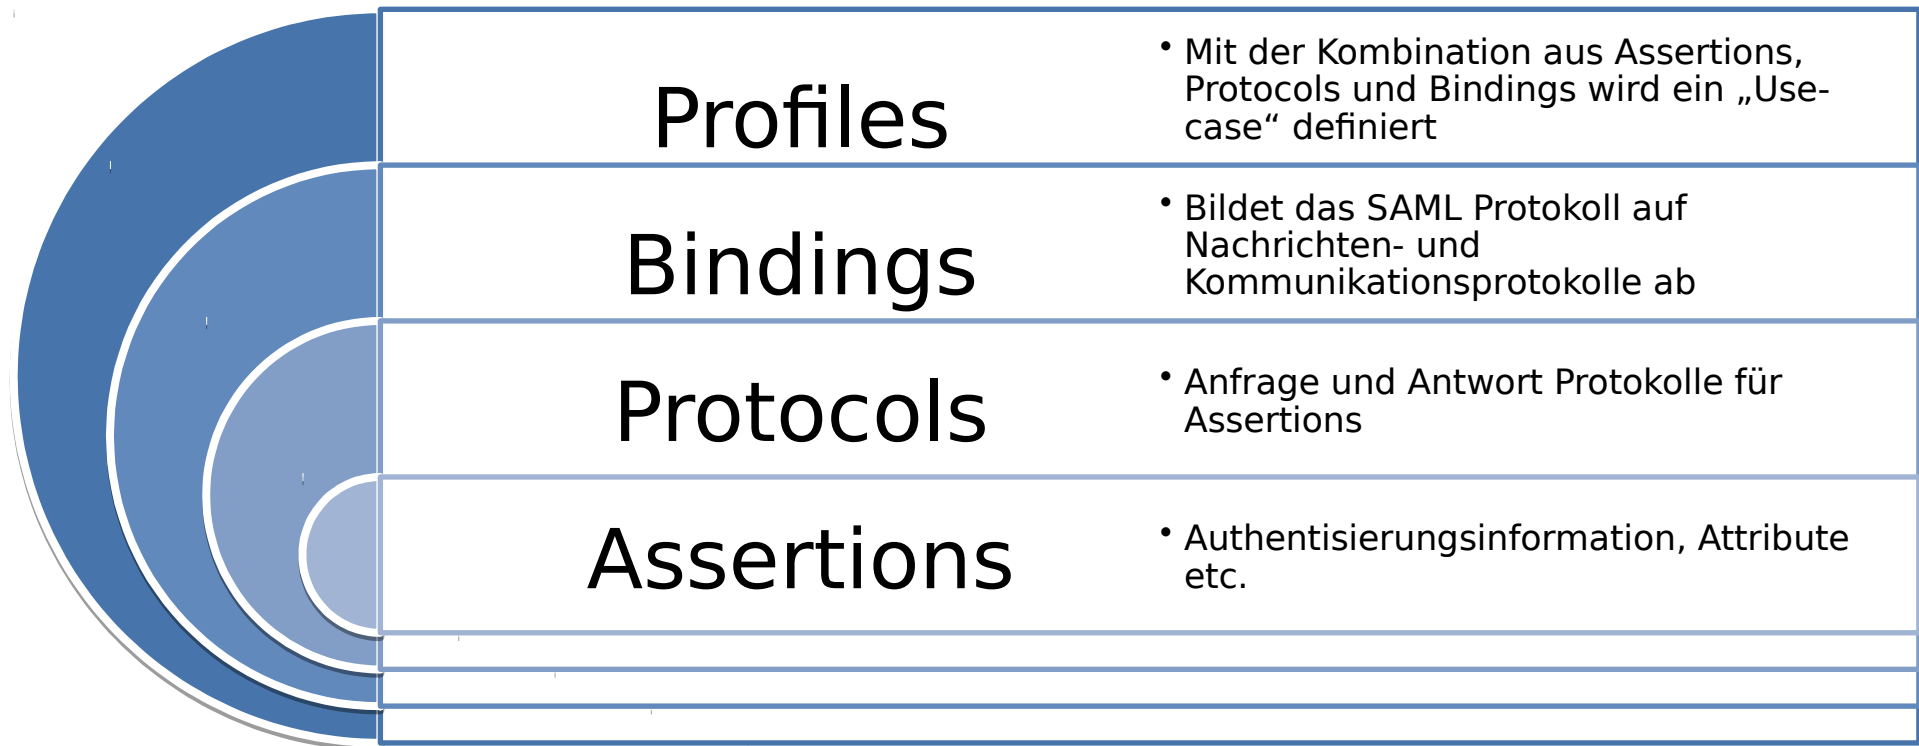 Profiles
• Mit der Kombination aus Assertions,
Protocols und Bindings wird ein „Use-
case“ definiert
Bindings
• Bildet das SAML Protokoll auf
Nachrichten- und
Kommunikationsprotokolle ab
Protocols
• Anfrage und Antwort Protokolle für
Assertions
Assertions
• Authentisierungsinformation, Attribute
etc.